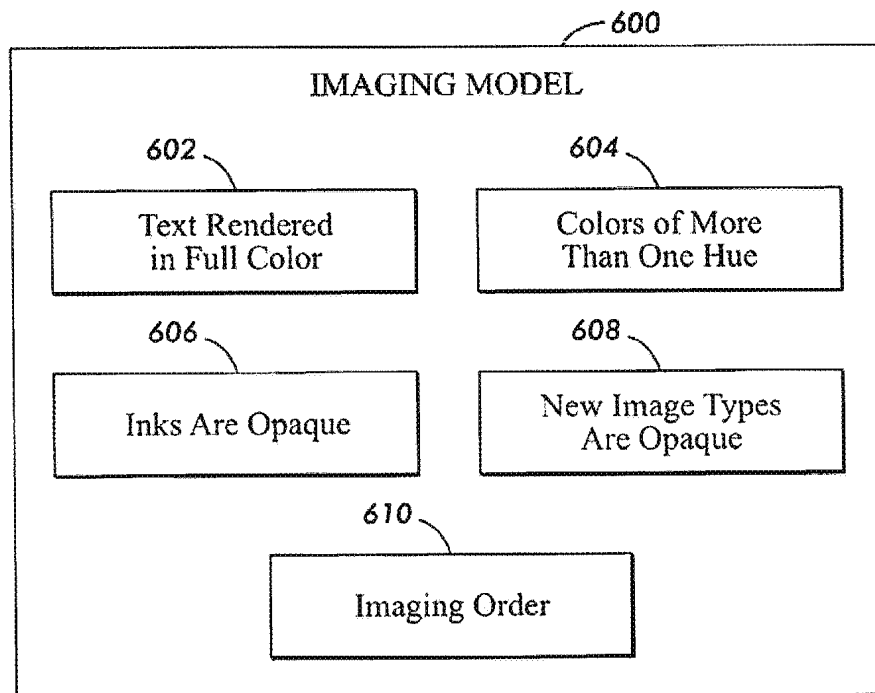 600
IMAGING MODEL
602
604
Text Rendered
in Full Color
Colors of More
Than One Hue
606
608
Inks Are Opaque
New Image Types
Are Opaque
610
Imaging Order